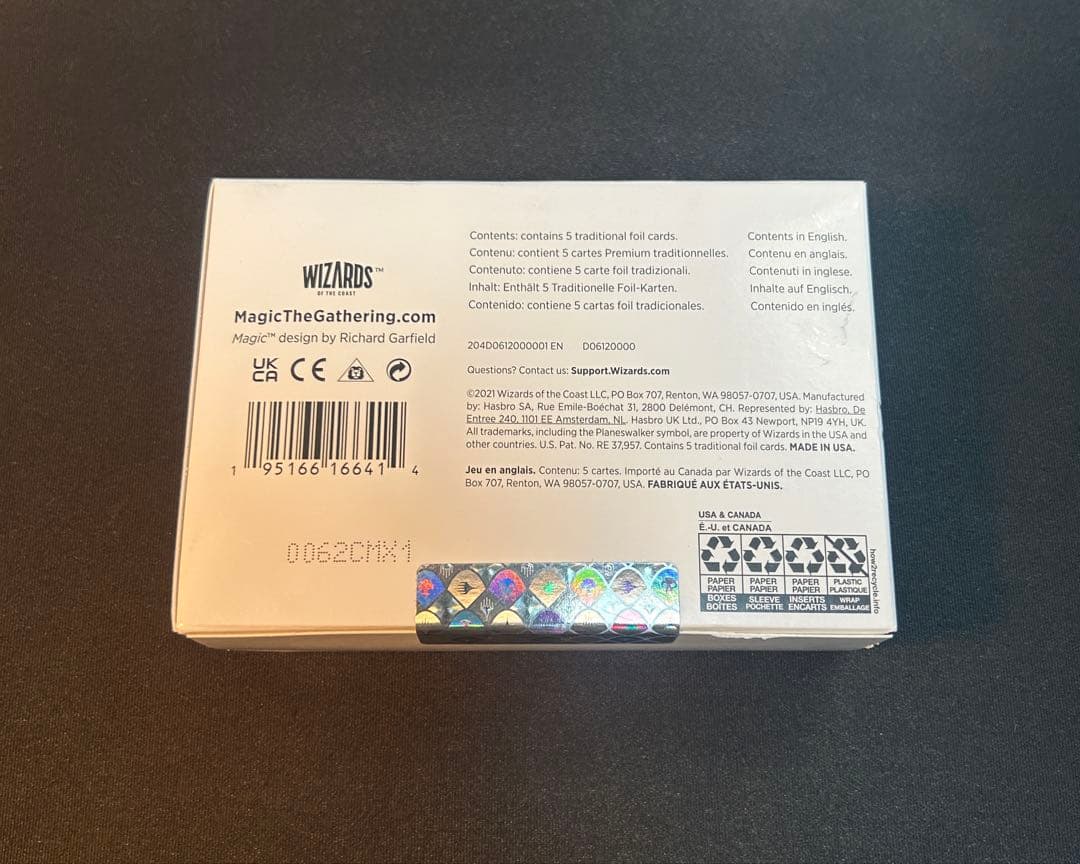 WIZARDS™
OF THE COAST
MagicTheGathering.com
Magic™ design by Richard Garfield
UK
CA CE
1 95166 16641 4
0062CMX1
Contents: contains 5 traditional foil cards.
Contenu: contient 5 cartes Premium traditionnelles.
Contenuto: contiene 5 carte foil tradizionali.
Inhalt: Enthält 5 Traditionelle Foil-Karten.
Contenido: contiene 5 cartas foil tradicionales.
Contents in English.
Contenu en anglais.
Contenuti in inglese.
Inhalte auf Englisch.
Contenido en inglés.
204D0612000001 EN D06120000
Questions? Contact us: Support.Wizards.com
©2021 Wizards of the Coast LLC, PO Box 707, Renton, WA 98057-0707, USA. Manufactured
by: Hasbro SA, Rue Emile-Boéchat 31, 2800 Delémont, CH. Represented by: Hasbro, De
Entree 240, 1101 EE Amsterdam, NL. Hasbro UK Ltd., PO Box 43 Newport, NP19 4YH, UK.
All trademarks, including the Planeswalker symbol, are property of Wizards in the USA and
other countries. U.S. Pat. No. RE 37,957. Contains 5 traditional foil cards. MADE IN USA.
Jeu en anglais. Contenu: 5 cartes. Importé au Canada par Wizards of the Coast LLC, PO
Box 707, Renton, WA 98057-0707, USA. FABRIQUÉ AUX ÉTATS-UNIS.
USA & CANADA
É.-U. et CANADA
PAPER PAPER PAPER PLASTIC
PAPIER PAPIER PAPIER PLASTIQUE
BOXES SLEEVE INSERTS WRAP
BOÎTES POCHETTE ENCARTS EMBALLAGE
how2recycle.info